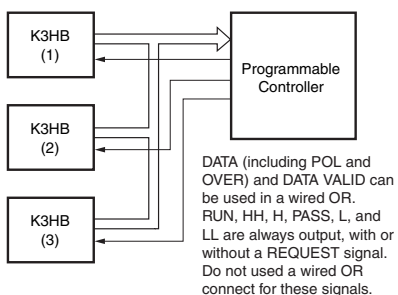 K3HB
(1)
Programmable
Controller
K3HB
(2)
K3HB
(3)
DATA (including POL and
OVER) and DATA VALID can
be used in a wired OR.
RUN, HH, H, PASS, L, and
LL are always output, with or
without a REQUEST signal.
Do not used a wired OR
connect for these signals.